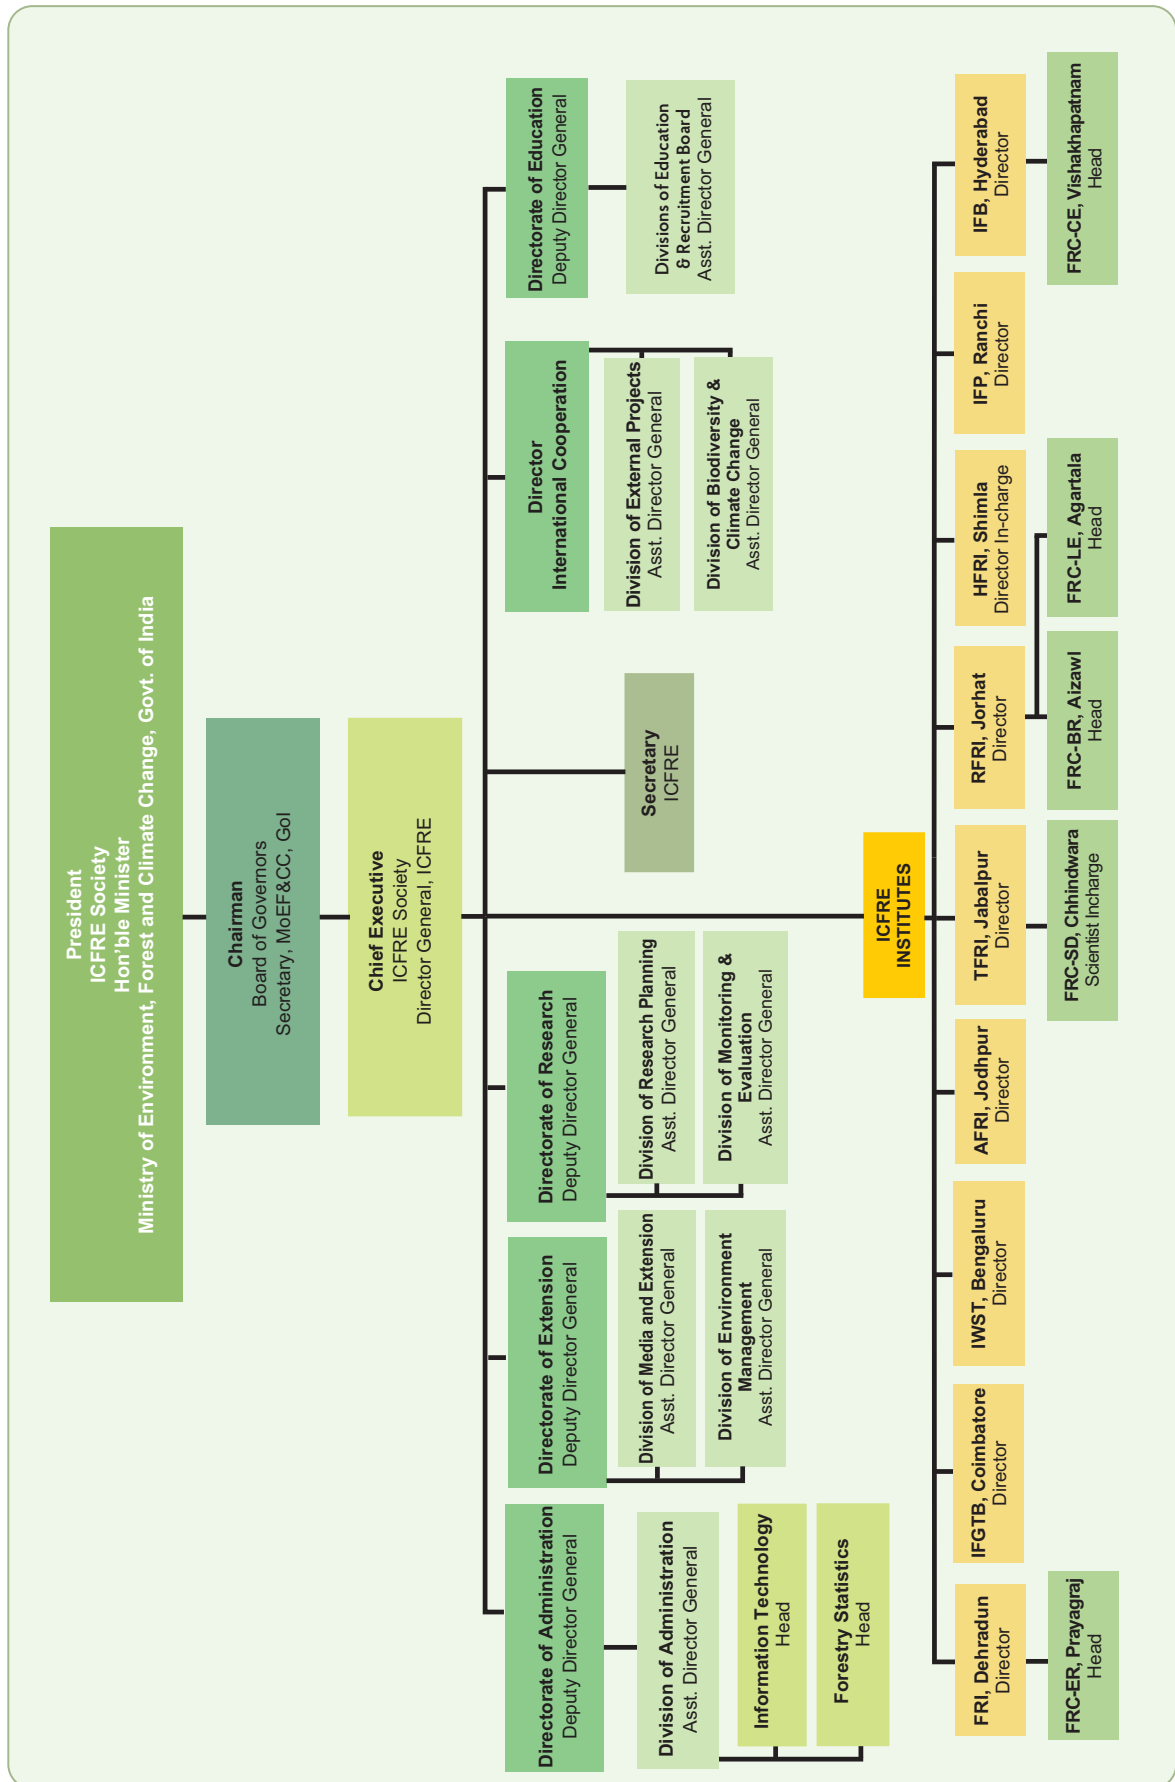 President
ICFRE Society
Hon'ble Minister
Ministry of Environment, Forest and Climate Change, Govt. of India
Chairman
Board of Governors
Secretary, MoEF&CC, GoI
Chief Executive
ICFRE Society
Director General, ICFRE
Directorate of Administration
Deputy Director General
Division of Administration
Asst. Director General
Information Technology
Head
Forestry Statistics
Head
Directorate of Extension
Deputy Director General
Division of Media and Extension
Asst. Director General
Division of Environment
Management
Asst. Director General
Directorate of Research
Deputy Director General
Division of Research Planning
Asst. Director General
Division of Monitoring &
Evaluation
Asst. Director General
Secretary
ICFRE
Director
International Cooperation
Division of External Projects
Asst. Director General
Division of Biodiversity &
Climate Change
Asst. Director General
Directorate of Education
Deputy Director General
Divisions of Education
& Recruitment Board
Asst. Director General
ICFRE
INSTITUTES
FRI, Dehradun
Director
FRC-ER, Prayagraj
Head
IFGTB, Coimbatore
Director
IWST, Bengaluru
Director
AFRI, Jodhpur
Director
TFRI, Jabalpur
Director
FRC-SD, Chhindwara
Scientist Incharge
RFRI, Jorhat
Director
FRC-BR, Aizawl
Head
FRC-LE, Agartala
Head
HFRI, Shimla
Director In-charge
IFP, Ranchi
Director
IFB, Hyderabad
Director
FRC-CE, Vishakhapatnam
Head